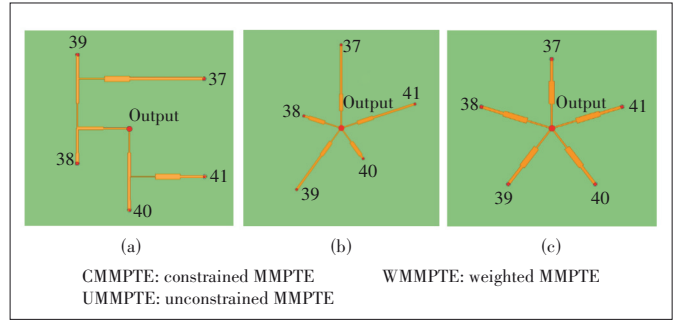 39
37
Output
38
41
40
37
41
38
Output
40
39
37
38
Output
41
39
40
(a)
(b)
(c)
CMMPTE: constrained MMPTE
WMMPTE: weighted MMPTE
UMMPTE: unconstrained MMPTE